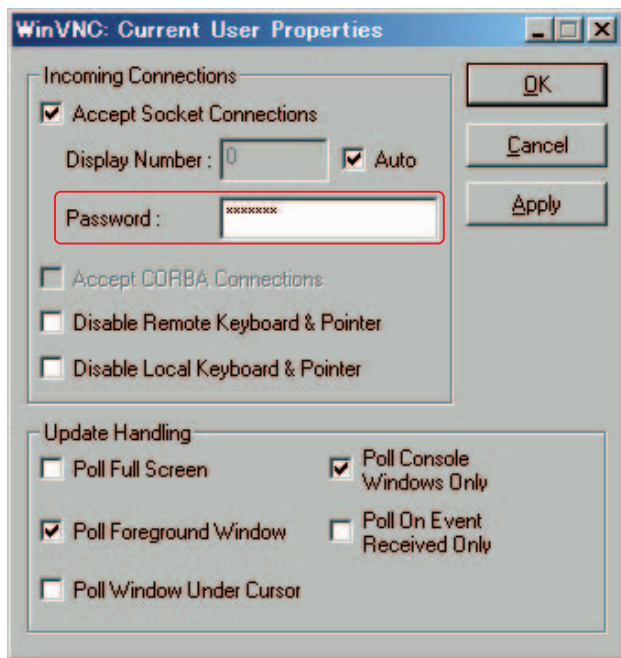 WinVNC: Current User Properties
Incoming Connections
OK
Accept Socket Connections
Display Number : 0 Auto
Cancel
Password : *******
Apply
Accept CORBA Connections
Disable Remote Keyboard & Pointer
Disable Local Keyboard & Pointer
Update Handling
Poll Full Screen
Poll Console
Windows Only
Poll Foreground Window
Poll On Event
Received Only
Poll Window Under Cursor